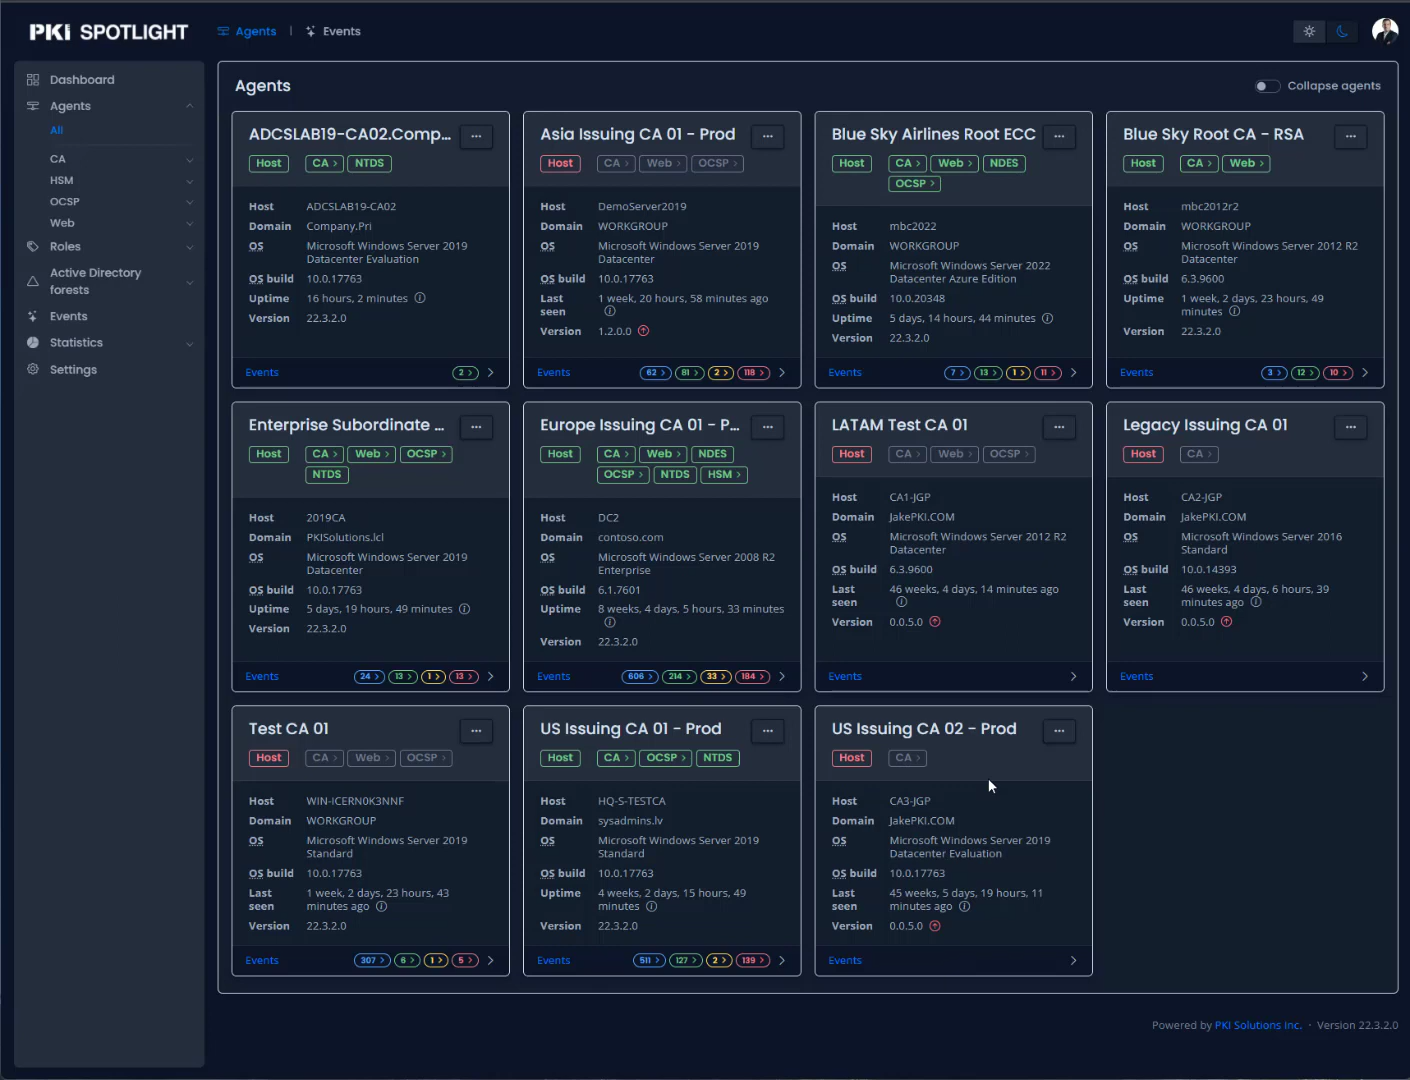 PKI SPOTLIGHT
Agents | Events
Dashboard
Agents
All
CA
HSM
OCSP
Web
Roles
Active Directory
forests
Events
Statistics
Settings
Agents
Collapse agents
ADCSLAB19-CA02.Comp...
Host CA > NTDS
Host ADCSLAB19-CA02
Domain Company.Pri
OS Microsoft Windows Server 2019
Datacenter Evaluation
OS build 10.0.17763
Uptime 16 hours, 2 minutes
Version 22.3.2.0
Events 2 >
Asia Issuing CA 01 - Prod
Host CA > Web > OCSP >
Host DemoServer2019
Domain WORKGROUP
OS Microsoft Windows Server 2019
Datacenter
OS build 10.0.17763
Last seen 1 week, 20 hours, 58 minutes ago
Version 1.2.0.0
Events 62 > 81 > 2 > 118 >
Blue Sky Airlines Root ECC
Host CA > Web > NDES
OCSP >
Host mbc2022
Domain WORKGROUP
OS Microsoft Windows Server 2022
Datacenter Azure Edition
OS build 10.0.20348
Uptime 5 days, 14 hours, 44 minutes
Version 22.3.2.0
Events 7 > 13 > 1 > 11 >
Blue Sky Root CA - RSA
Host CA > Web >
Host mbc2012r2
Domain WORKGROUP
OS Microsoft Windows Server 2012 R2
Datacenter
OS build 6.3.9600
Uptime 1 week, 2 days, 23 hours, 49
minutes
Version 22.3.2.0
Events 3 > 12 > 10 >
Enterprise Subordinate ...
Host CA > Web > OCSP >
NTDS
Host 2019CA
Domain PKISolutions.lcl
OS Microsoft Windows Server 2019
Datacenter
OS build 10.0.17763
Uptime 5 days, 19 hours, 49 minutes
Version 22.3.2.0
Events 24 > 13 > 1 > 13 >
Europe Issuing CA 01 - P...
Host CA > Web > NDES
OCSP > NTDS HSM >
Host DC2
Domain contoso.com
OS Microsoft Windows Server 2008 R2
Enterprise
OS build 6.1.7601
Uptime 8 weeks, 4 days, 5 hours, 33 minutes
Version 22.3.2.0
Events 606 > 214 > 33 > 184 >
LATAM Test CA 01
Host CA > Web > OCSP >
Host CA1-JGP
Domain JakePKI.COM
OS Microsoft Windows Server 2012 R2
Datacenter
OS build 6.3.9600
Last seen 46 weeks, 4 days, 14 minutes ago
Version 0.0.5.0
Events
Legacy Issuing CA 01
Host CA >
Host CA2-JGP
Domain JakePKI.COM
OS Microsoft Windows Server 2016
Standard
OS build 10.0.14393
Last 46 weeks, 4 days, 6 hours, 39
seen minutes ago
Version 0.0.5.0
Events
Test CA 01
Host CA > Web > OCSP >
Host WIN-ICERN0K3NNF
Domain WORKGROUP
OS Microsoft Windows Server 2019
Standard
OS build 10.0.17763
Last 1 week, 2 days, 23 hours, 43
seen minutes ago
Version 22.3.2.0
Events 307 > 6 > 1 > 5 >
US Issuing CA 01 - Prod
Host CA > OCSP > NTDS
Host HQ-S-TESTCA
Domain sysadmins.lv
OS Microsoft Windows Server 2019
Standard
OS build 10.0.17763
Uptime 4 weeks, 2 days, 15 hours, 49
minutes
Version 22.3.2.0
Events 511 > 127 > 2 > 139 >
US Issuing CA 02 - Prod
Host CA >
Host CA3-JGP
Domain JakePKI.COM
OS Microsoft Windows Server 2019
Datacenter Evaluation
OS build 10.0.17763
Last 45 weeks, 5 days, 19 hours, 11
seen minutes ago
Version 0.0.5.0
Events
Powered by PKI Solutions Inc. · Version 22.3.2.0